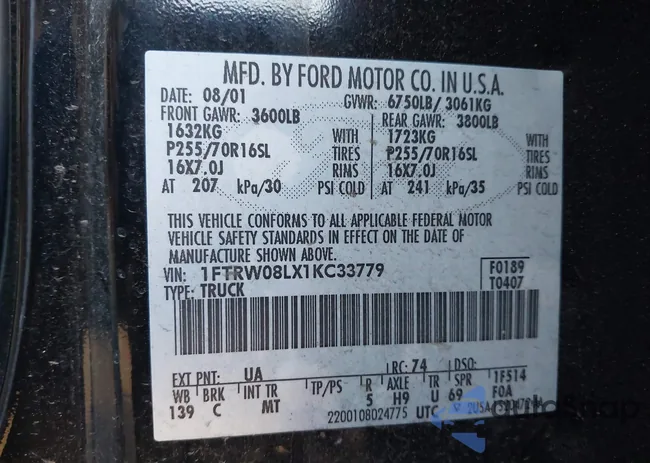 MFD. BY FORD MOTOR CO. IN U.S.A.
DATE: 08/01 GVWR: 6750LB/ 3061KG
FRONT GAWR: 3600LB REAR GAWR: 3800LB
1632KG WITH 1723KG WITH
P255/70R16SL TIRES P255/70R16SL TIRES
16X7.0J RIMS 16X7.0J RIMS
AT 207 kPa/30 PSI COLD AT 241 kPa/35 PSI COLD
THIS VEHICLE CONFORMS TO ALL APPLICABLE FEDERAL MOTOR
VEHICLE SAFETY STANDARDS IN EFFECT ON THE DATE OF
MANUFACTURE SHOWN ABOVE.
VIN: 1FTRW08LX1KC33779 F0189
TYPE: TRUCK T0407
EXT PNT: UA RC: 74 DSO:
WB BRK INT TR TP/PS R AXLE TR SPR 1F514
139 C MT 5 H9 U 69 F0A
2200108024775 UTC